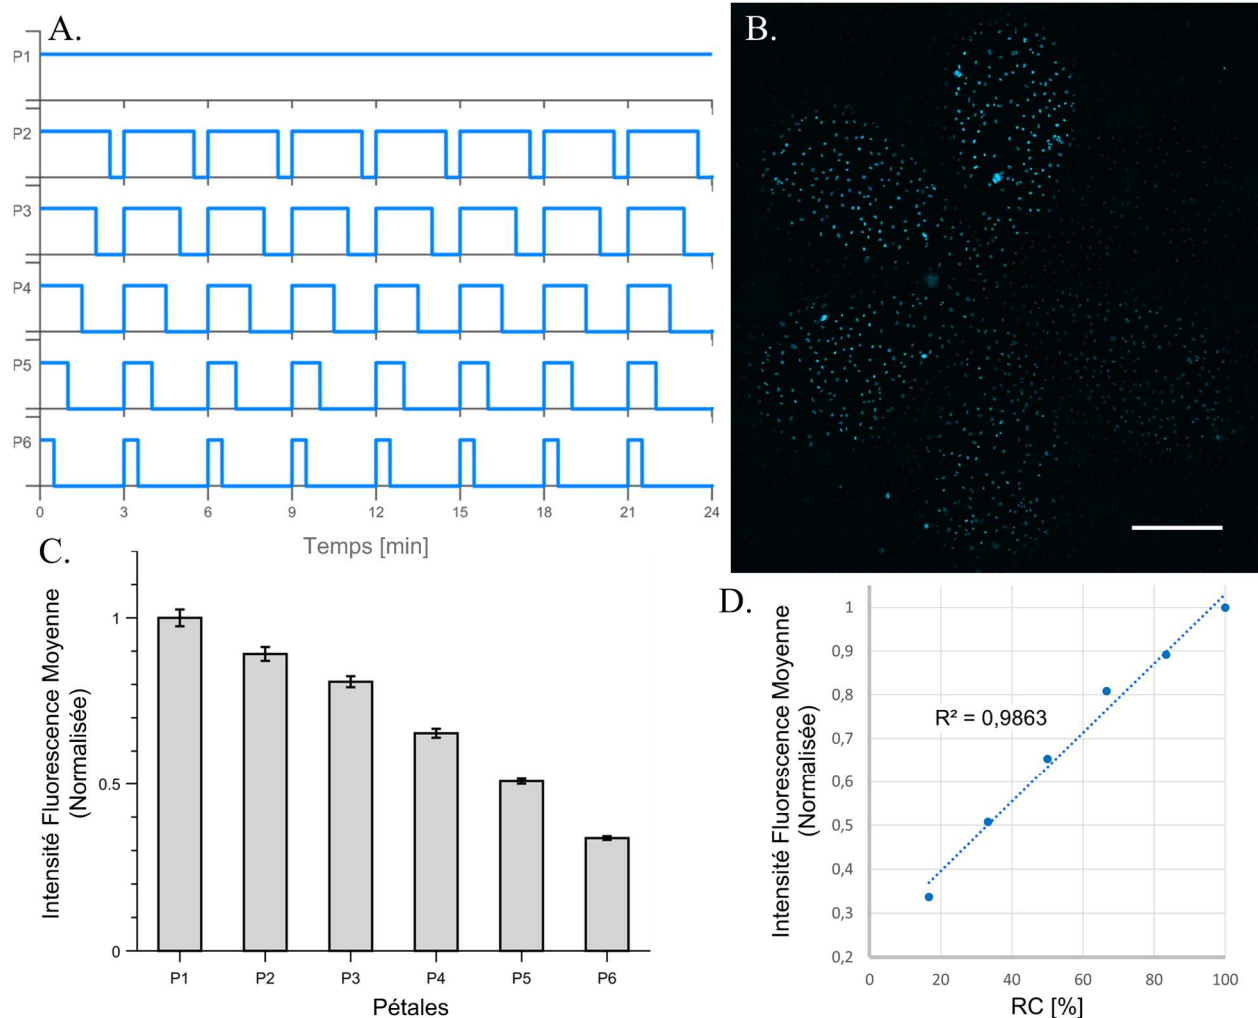 A.
P1
P2
P3
P4
P5
P6
0 3 6 9 12 15 18 21 24
Temps [min]
B.
C.
Intensité Fluorescence Moyenne
(Normalisée)
1
0.5
0
P1 P2 P3 P4 P5 P6
Pétales
D.
Intensité Fluorescence Moyenne
(Normalisée)
1
0,9
0,8
0,7
0,6
0,5
0,4
0,3
0,2
R² = 0,9863
0 20 40 60 80 100
RC [%]